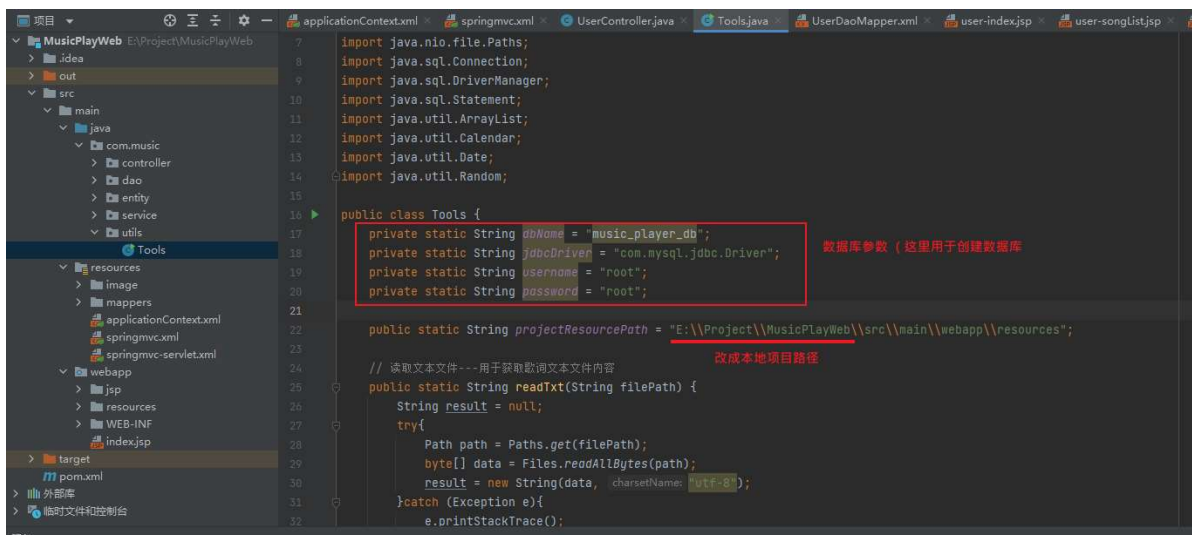 项目
applicationContext.xml
springmvc.xml
UserController.java
Tools.java
UserDaoMapper.xml
user-index.jsp
user-songList.jsp
MusicPlayWeb E:\Project\MusicPlayWeb
.idea
out
src
main
java
com.music
controller
dao
entity
service
utils
Tools
resources
image
mappers
applicationContext.xml
springmvc.xml
springmvc-servlet.xml
webapp
jsp
resources
WEB-INF
index.jsp
target
pom.xml
外部库
临时文件和控制台
7 import java.nio.file.Paths;
8 import java.sql.Connection;
9 import java.sql.DriverManager;
10 import java.sql.Statement;
11 import java.util.ArrayList;
12 import java.util.Calendar;
13 import java.util.Date;
14 import java.util.Random;
15
16 public class Tools {
17 private static String dbName = "music_player_db";
18 private static String jdbcDriver = "com.mysql.jdbc.Driver";
19 private static String username = "root";
20 private static String password = "root";
数据库参数（这里用于创建数据库
21
22 public static String projectResourcePath = "E:\\Project\\MusicPlayWeb\\src\\main\\webapp\\resources";
改成本地项目路径
23
24 // 读取文本文件---用于获取歌词文本文件内容
25 public static String readTxt(String filePath) {
26 String result = null;
27 try{
28 Path path = Paths.get(filePath);
29 byte[] data = Files.readAllBytes(path);
30 result = new String(data, charsetName: "utf-8");
31 }catch (Exception e){
32 e.printStackTrace();